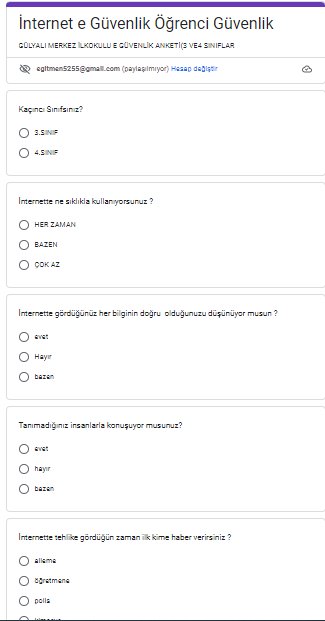 İnternet e Güvenlik Öğrenci Güvenlik
GÜLYALI MERKEZ İLKOKULU E GÜVENLİK ANKETİ(3 VE4 SINIFLAR
egitmen5255@gmail.com (paylaşılmıyor) Hesap değiştir
Kaçıncı Sınıfsınız?
3.SINIF
4.SINIF
İnternette ne sıklıkla kullanıyorsunuz ?
HER ZAMAN
BAZEN
ÇOK AZ
İnternette gördüğünüz her bilginin doğru olduğunuzu düşünüyor musun ?
evet
Hayır
bazen
Tanımadığınız insanlarla konuşuyor musunuz?
evet
hayır
bazen
İnternette tehlike gördüğün zaman ilk kime haber verirsiniz ?
aileme
öğretmene
polis